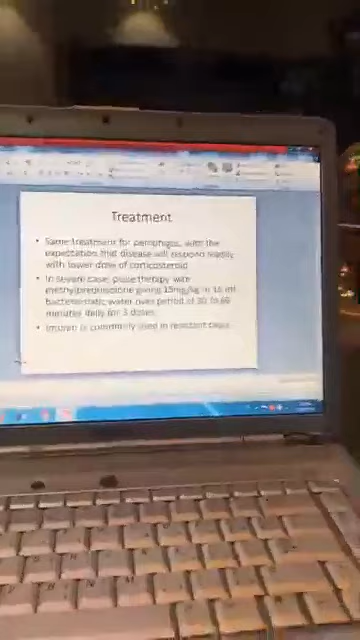 Treatment
• Same treatment for pemphigus, with the
expectation that disease will respond readily
with lower dose of corticosteroid
• In severe case, pulse therapy with
methylprednisolone giving 15mg/kg in 16 ml
bacteriostatic water over period of 30 to 60
minutes daily for 3 doses
• is commonly used in resistant case